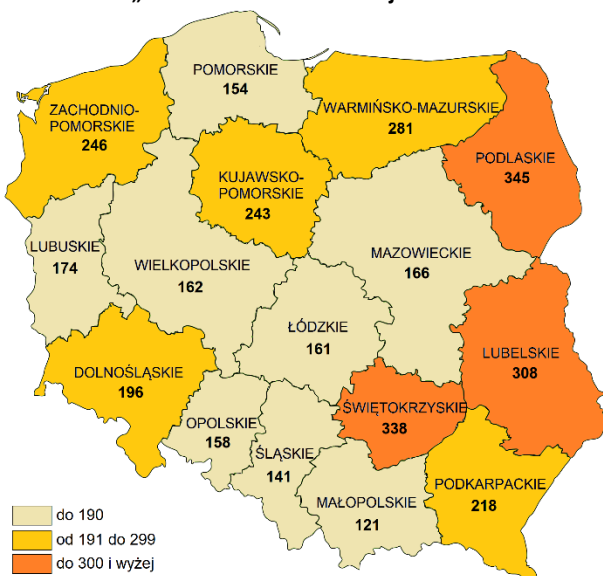 POMORSKIE
154
ZACHODNIO-
POMORSKIE
246
WARMIŃSKO-MAZURSKIE
281
PODLASKIE
345
KUJAWSKO-
POMORSKIE
243
LUBUSKIE
174
WIELKOPOLSKIE
162
MAZOWIECKIE
166
ŁÓDZKIE
161
LUBELSKIE
308
DOLNOŚLĄSKIE
196
OPOLSKIE
158
ŚLĄSKIE
141
ŚWIĘTOKRZYSKIE
338
MAŁOPOLSKIE
121
PODKARPACKIE
218
do 190
od 191 do 299
do 300 i wyżej